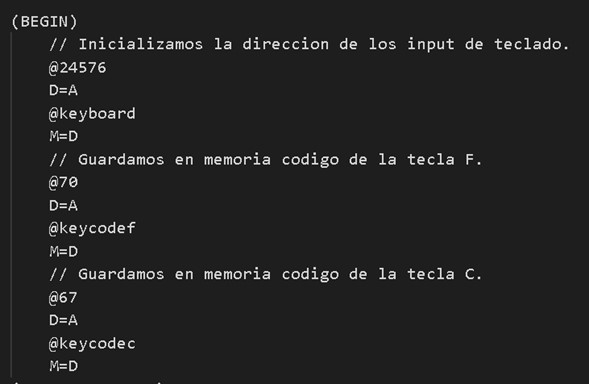 (BEGIN)
// Inicializamos la direccion de los input de teclado.
@24576
D=A
@keyboard
M=D
// Guardamos en memoria codigo de la tecla F.
@70
D=A
@keycodef
M=D
// Guardamos en memoria codigo de la tecla C.
@67
D=A
@keycodec
M=D